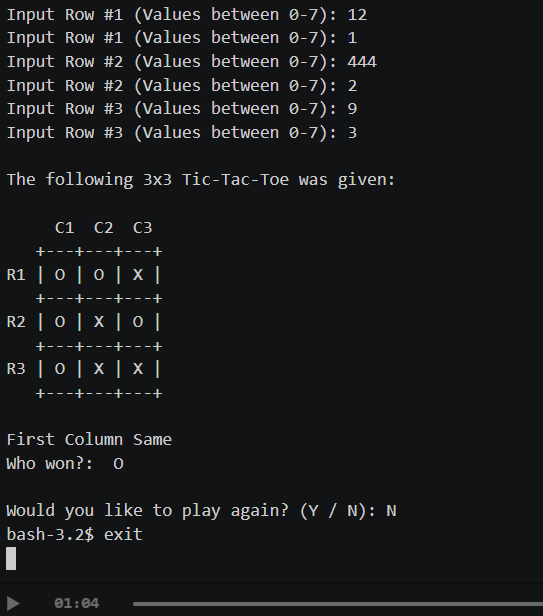 Input Row #1 (Values between 0-7): 12
Input Row #1 (Values between 0-7): 1
Input Row #2 (Values between 0-7): 444
Input Row #2 (Values between 0-7): 2
Input Row #3 (Values between 0-7): 9
Input Row #3 (Values between 0-7): 3

The following 3x3 Tic-Tac-Toe was given:

     C1  C2  C3
   +---+---+---+
R1 | O | O | X |
   +---+---+---+
R2 | O | X | O |
   +---+---+---+
R3 | O | X | X |
   +---+---+---+

First Column Same
Who won?:  O

Would you like to play again? (Y / N): N
bash-3.2$ exit
01:04